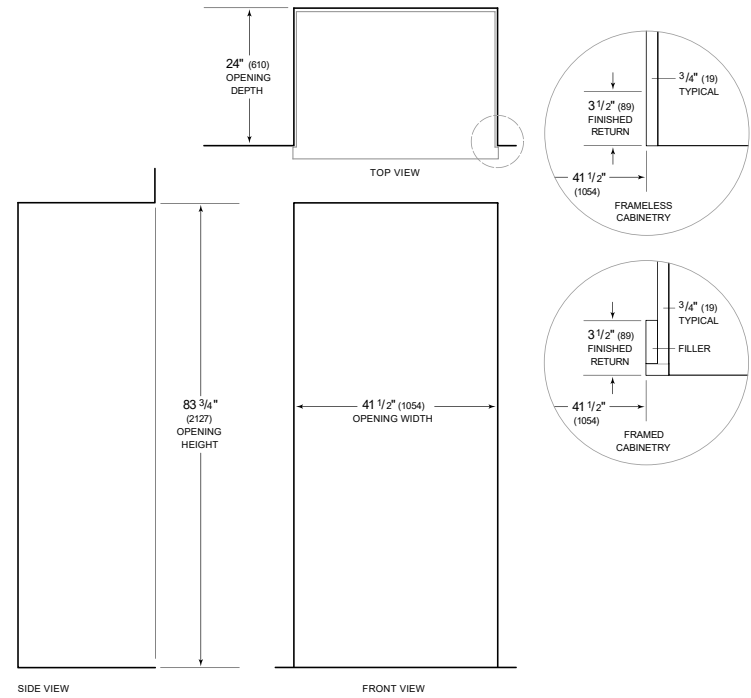 24" (610)
OPENING
DEPTH
TOP VIEW
3/4" (19)
TYPICAL
3 1/2" (89)
FINISHED
RETURN
41 1/2"
(1054)
FRAMELESS
CABINETRY
83 3/4"
(2127)
OPENING
HEIGHT
41 1/2" (1054)
OPENING WIDTH
3/4" (19)
TYPICAL
3 1/2" (89)
FINISHED
RETURN
FILLER
41 1/2"
(1054)
FRAMED
CABINETRY
SIDE VIEW
FRONT VIEW